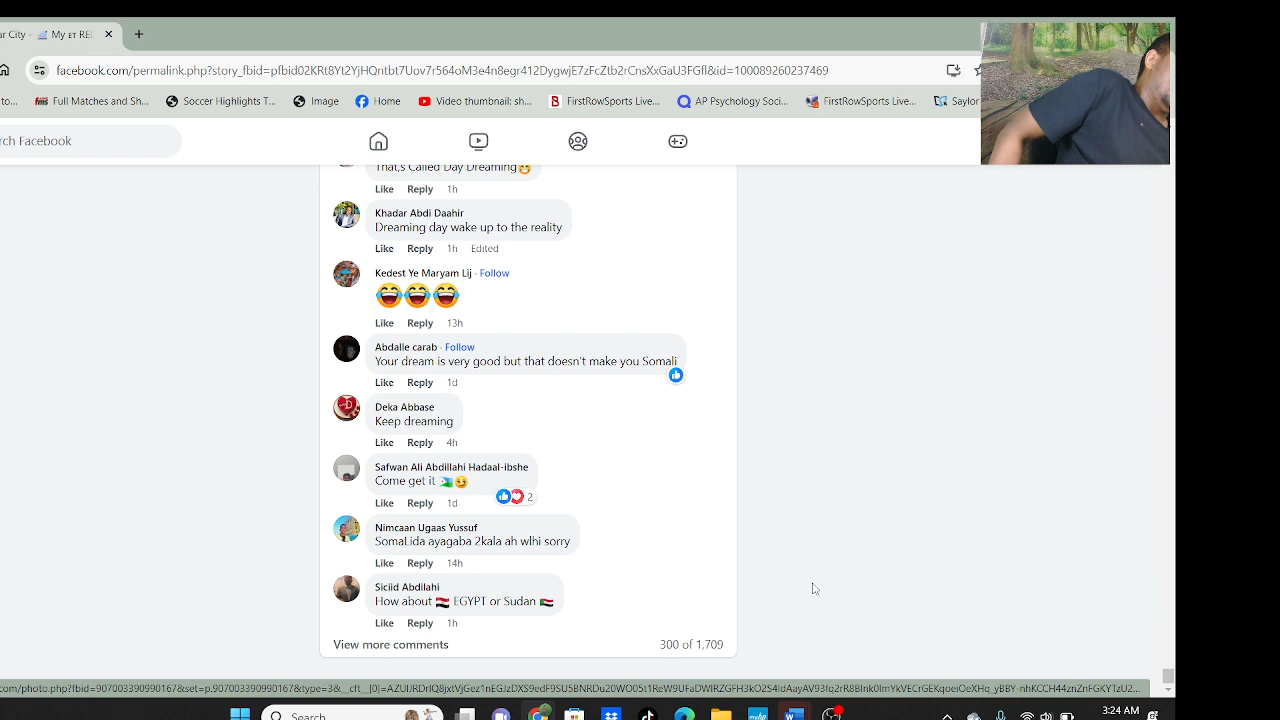 ar City - My ET REL
facebook.com/permalink.php?story_fbid=pfbid02KRt8Yt2YjHQntbt7Uov7r564oM3e4n8egr412DygwjE7zFcZtb2rCnsXxGaU3FGfl&id=100089260237469
to... Full Matches and Sh... Soccer Highlights T... Image Home Video thumbnail: sh... FirstRowSports Live... AP Psychology Soci... FirstRowSports Live... Saylor
rch Facebook
That,s Called Day Dreaming😁
Like Reply 1h
Khadar Abdi Daahir
Dreaming day wake up to the reality
Like Reply 1h Edited
Kedest Ye Maryam Lij · Follow
😂😂😂
Like Reply 13h
Abdalle carab · Follow
Your dream is very good but that doesn't make you Somali
Like Reply 1d
Deka Abbase
Keep dreaming
Like Reply 4h
Safwan Ali Abdillahi Hadaal-ibshe
Come get it 🇩🇯😏
2
Like Reply 1d
Nimcaan Ugaas Yussuf
SomaLida ayagaba 2kala ah wlhi sorry
Like Reply 14h
Siciid Abdilahi
How about 🇪🇬 EGYPT or Sudan 🇸🇩
Like Reply 1h
View more comments 300 of 1,709
Search
3:24 AM